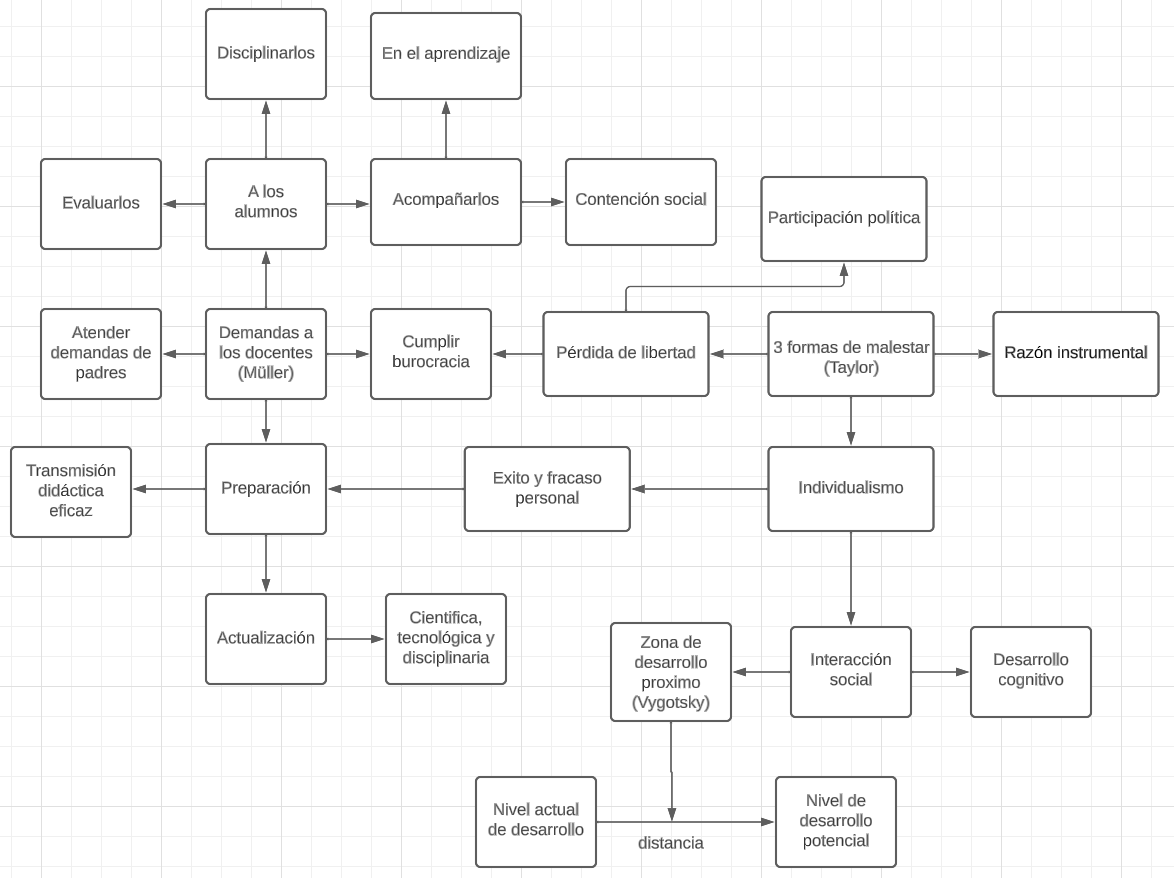 Disciplinarlos
En el aprendizaje
Evaluarlos
A los
alumnos
Acompañarlos
Contención social
Participación política
Atender
demandas de
padres
Demandas a
los docentes
(Müller)
Cumplir
burocracia
Pérdida de libertad
3 formas de malestar
(Taylor)
Razón instrumental
Transmisión
didáctica
eficaz
Preparación
Exito y fracaso
personal
Individualismo
Actualización
Cientifica,
tecnológica y
disciplinaria
Zona de
desarrollo
proximo
(Vygotsky)
Interacción
social
Desarrollo
cognitivo
Nivel actual
de desarrollo
distancia
Nivel de
desarrollo
potencial